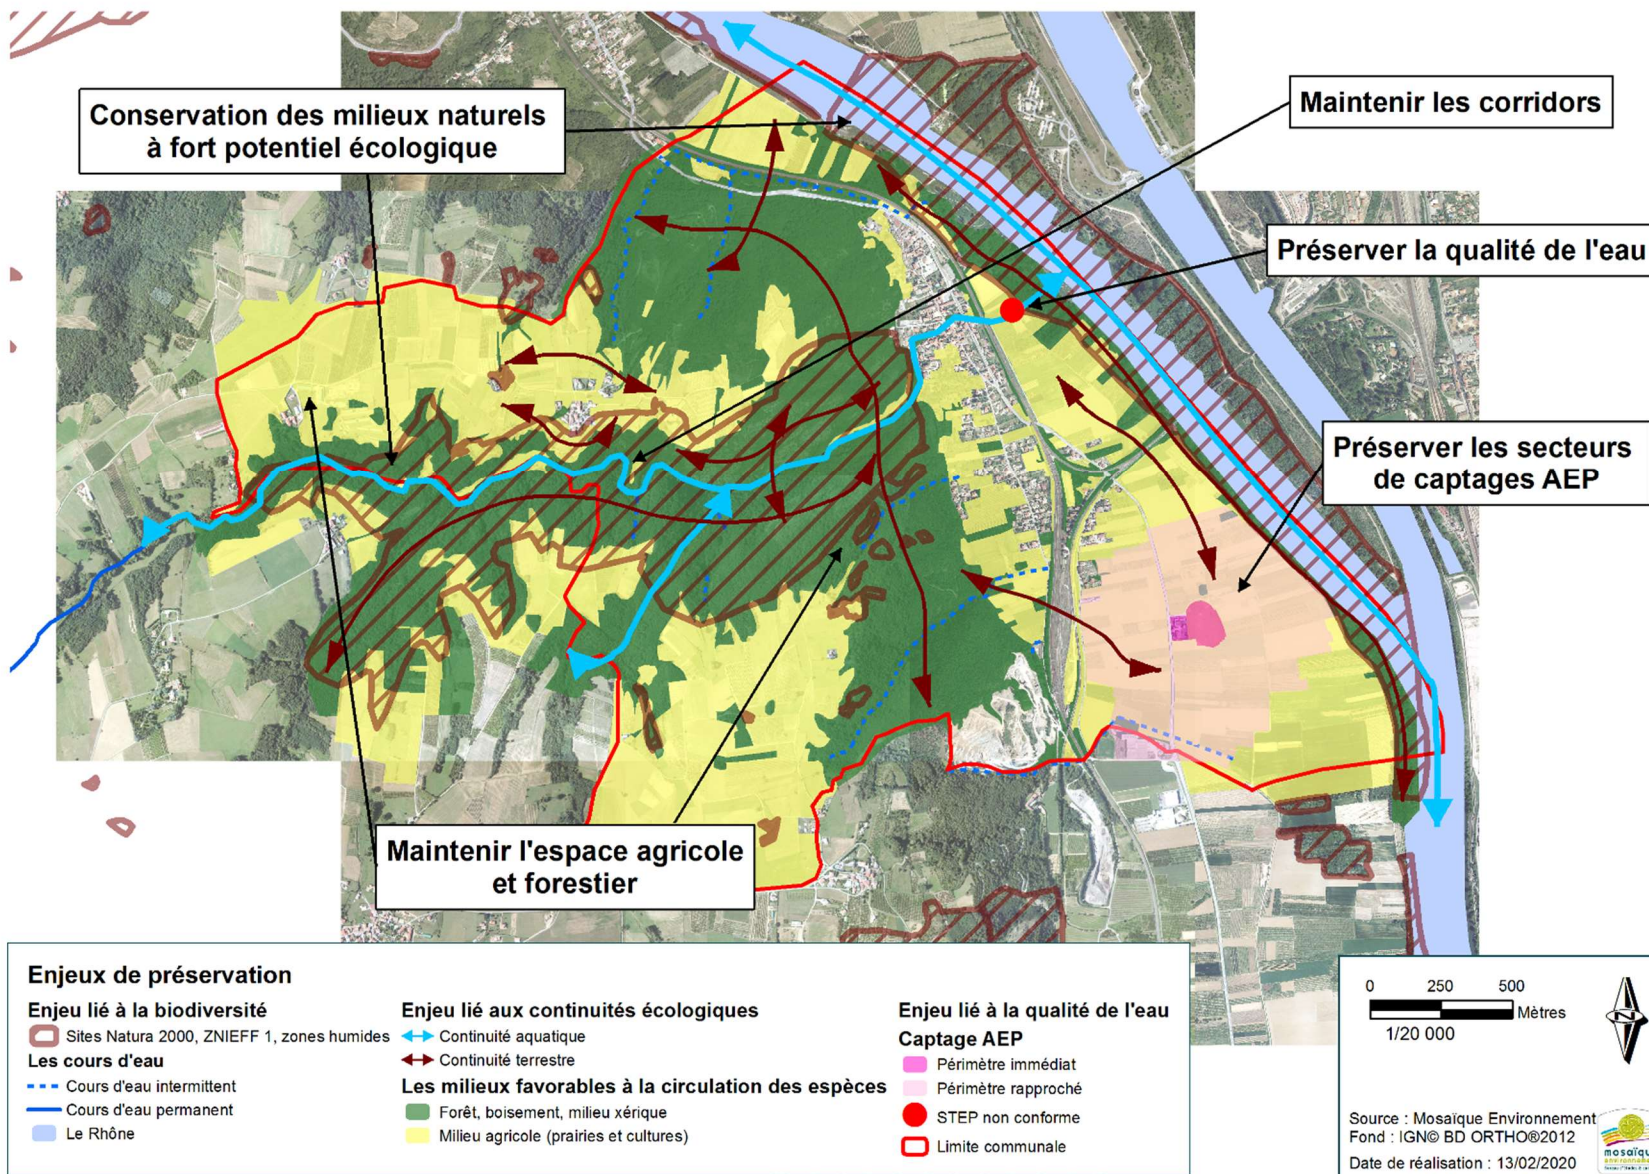 Conservation des milieux naturels
à fort potentiel écologique
Maintenir les corridors
Préserver la qualité de l'eau
Préserver les secteurs
de captages AEP
Maintenir l'espace agricole
et forestier
Enjeux de préservation
Enjeu lié à la biodiversité
Sites Natura 2000, ZNIEFF 1, zones humides
Les cours d'eau
Cours d'eau intermittent
Cours d'eau permanent
Le Rhône
Enjeu lié aux continuités écologiques
Continuité aquatique
Continuité terrestre
Les milieux favorables à la circulation des espèces
Forêt, boisement, milieu xérique
Milieu agricole (prairies et cultures)
Enjeu lié à la qualité de l'eau
Captage AEP
Périmètre immédiat
Périmètre rapproché
STEP non conforme
Limite communale
0 250 500
Mètres
1/20 000
N
Source : Mosaïque Environnement
Fond : IGN© BD ORTHO®2012
Date de réalisation : 13/02/2020